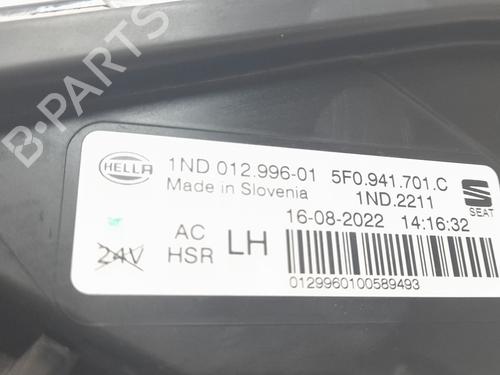 B-PARTS
HELLA 1ND 012.996-01 5F0.941.701.C
Made in Slovenia 1ND.2211
SEAT
16-08-2022 14:16:32
24V AC HSR LH
0129960100589493